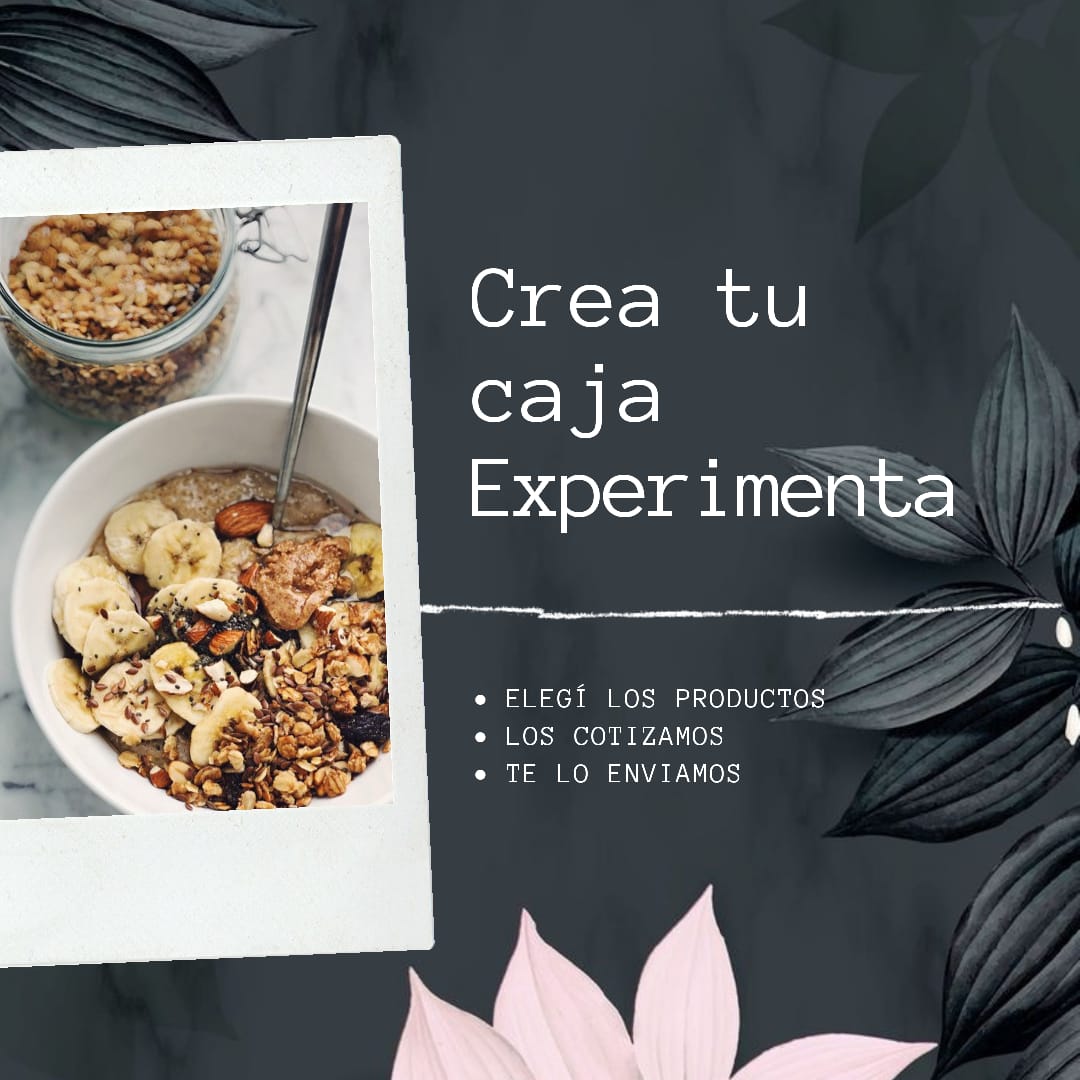 Crea tu
caja
Experimenta
• ELEGÍ LOS PRODUCTOS
• LOS COTIZAMOS
• TE LO ENVIAMOS